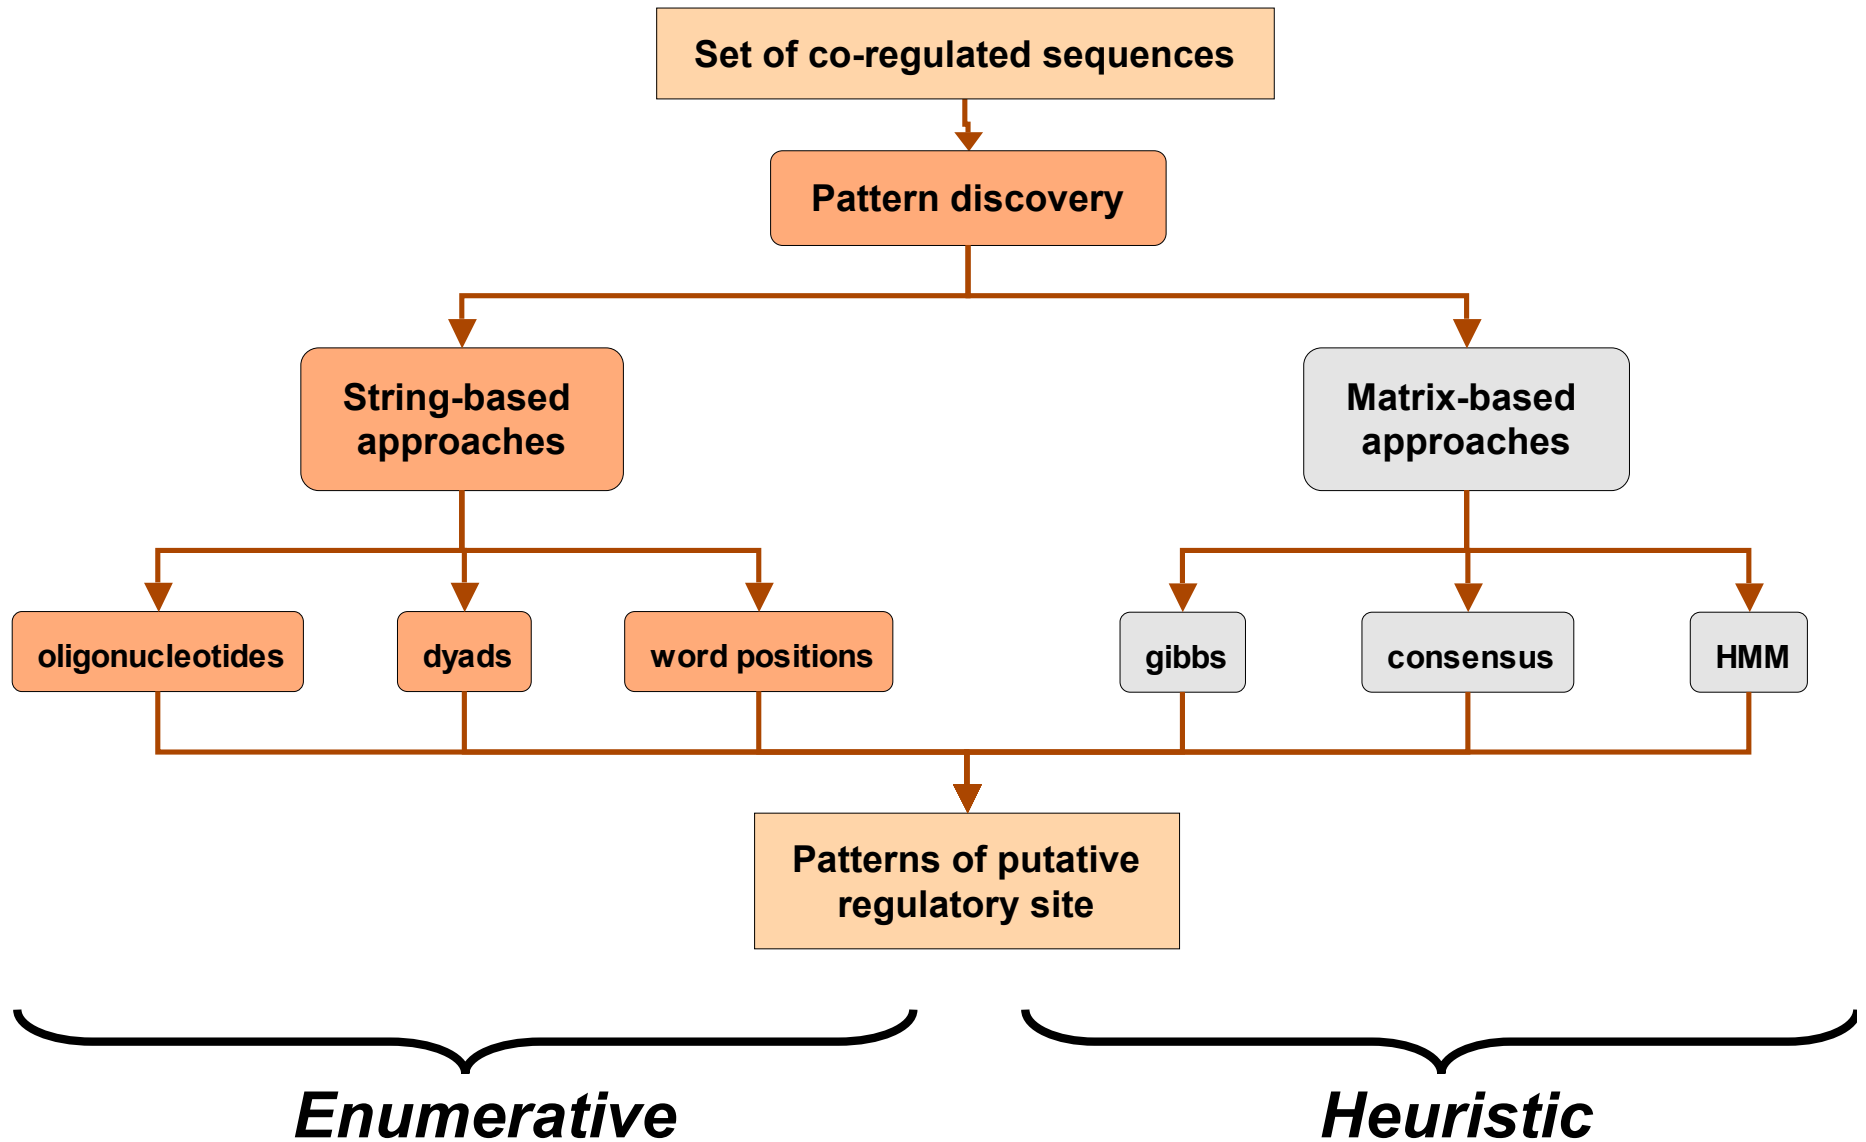 Set of co-regulated sequences
Pattern discovery
String-based
approaches
Matrix-based
approaches
oligonucleotides
dyads
word positions
gibbs
consensus
HMM
Patterns of putative
regulatory site
Enumerative
Heuristic